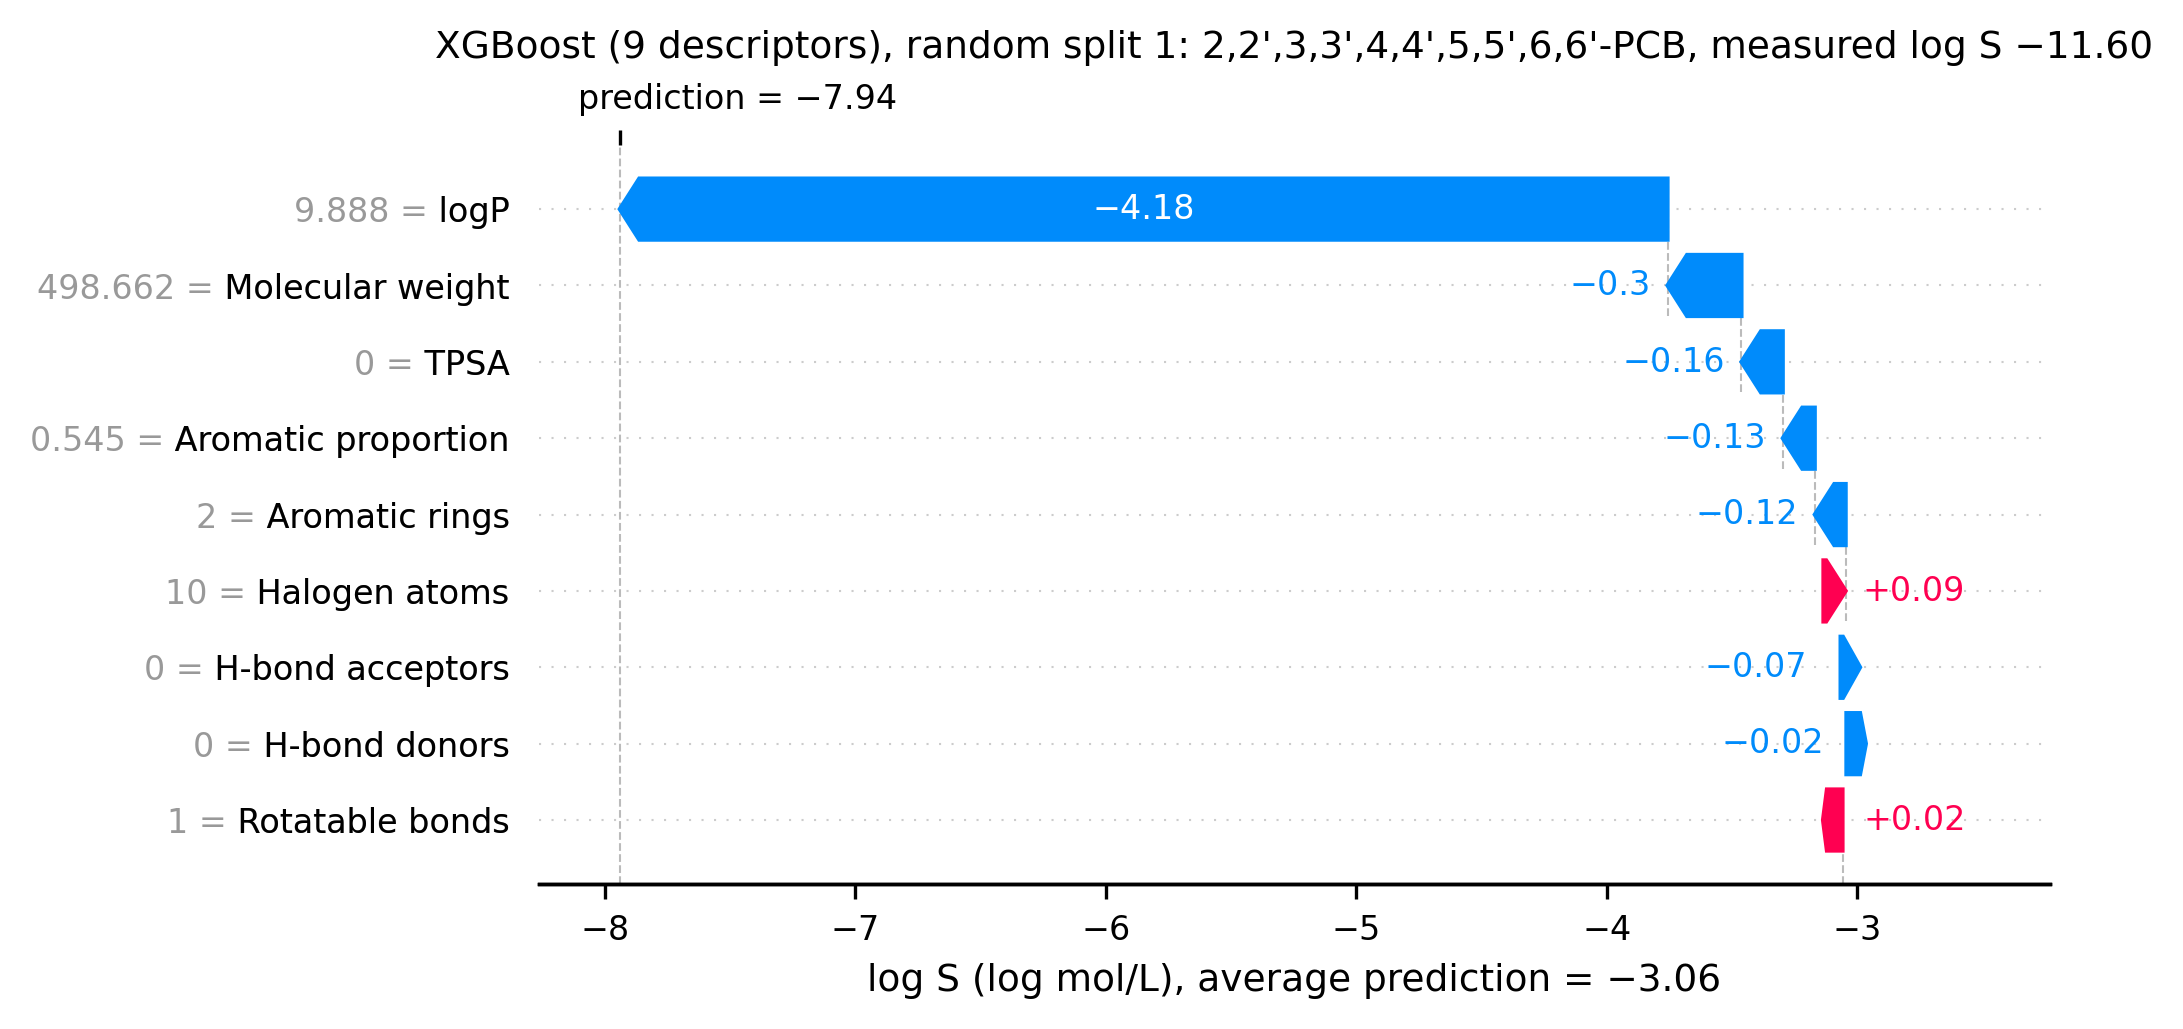 XGBoost (9 descriptors), random split 1: 2,2',3,3',4,4',5,5',6,6'-PCB, measured log S −11.60
prediction = −7.94
9.888 = logP
−4.18
498.662 = Molecular weight
−0.3
0 = TPSA
−0.16
0.545 = Aromatic proportion
−0.13
2 = Aromatic rings
−0.12
10 = Halogen atoms
+0.09
0 = H-bond acceptors
−0.07
0 = H-bond donors
−0.02
1 = Rotatable bonds
+0.02
−8 −7 −6 −5 −4 −3
log S (log mol/L), average prediction = −3.06